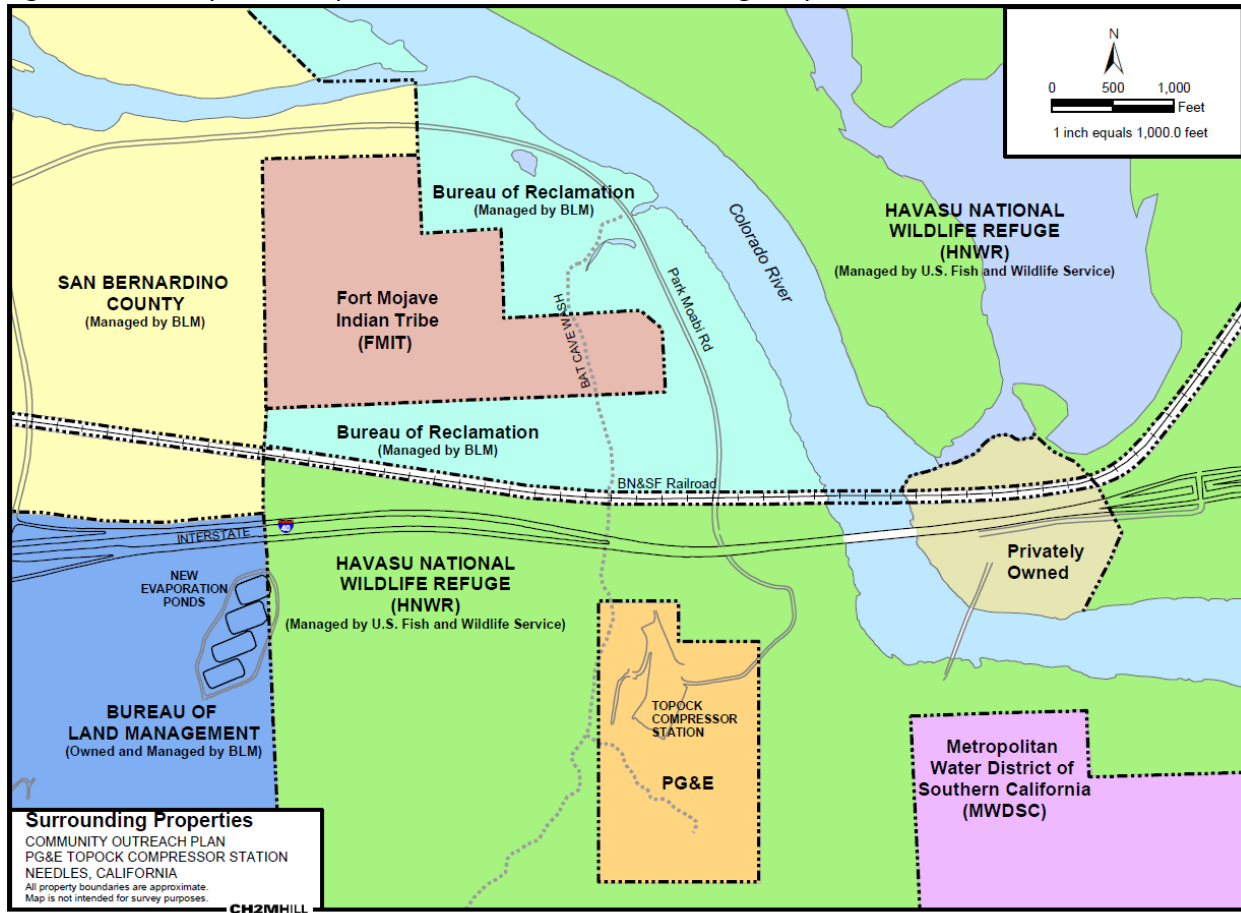 N
0 500 1,000
Feet
1 inch equals 1,000.0 feet
Bureau of Reclamation
(Managed by BLM)
Colorado River
HAVASU NATIONAL
WILDLIFE REFUGE
(HNWR)
(Managed by U.S. Fish and Wildlife Service)
SAN BERNARDINO
COUNTY
(Managed by BLM)
Fort Mojave
Indian Tribe
(FMIT)
BAT CAVE WASH
Park Moabi Rd
Bureau of Reclamation
(Managed by BLM)
BN&SF Railroad
INTERSTATE
40
Privately
Owned
NEW
EVAPORATION
PONDS
HAVASU NATIONAL
WILDLIFE REFUGE
(HNWR)
(Managed by U.S. Fish and Wildlife Service)
BUREAU OF
LAND MANAGEMENT
(Owned and Managed by BLM)
TOPOCK
COMPRESSOR
STATION
PG&E
Metropolitan
Water District of
Southern California
(MWDSC)
Surrounding Properties
COMMUNITY OUTREACH PLAN
PG&E TOPOCK COMPRESSOR STATION
NEEDLES, CALIFORNIA
All property boundaries are approximate.
Map is not intended for survey purposes.
CH2MHILL